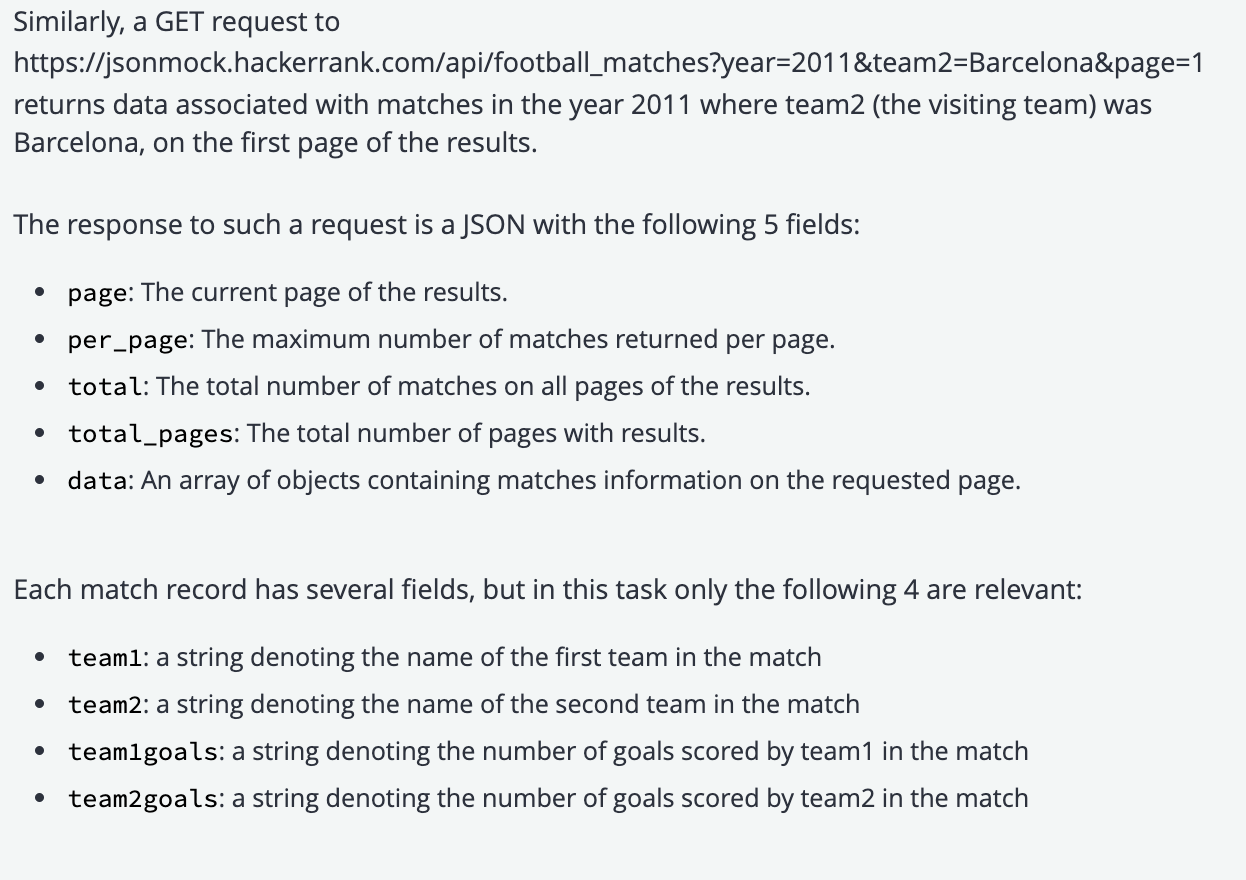 Similarly, a GET request to
https://jsonmock.hackerrank.com/api/football_matches?year=2011&team2=Barcelona&page=1
returns data associated with matches in the year 2011 where team2 (the visiting team) was
Barcelona, on the first page of the results.
The response to such a request is a JSON with the following 5 fields:
• page: The current page of the results.
• per_page: The maximum number of matches returned per page.
• total: The total number of matches on all pages of the results.
• total_pages: The total number of pages with results.
• data: An array of objects containing matches information on the requested page.
Each match record has several fields, but in this task only the following 4 are relevant:
• team1: a string denoting the name of the first team in the match
• team2: a string denoting the name of the second team in the match
• team1goals: a string denoting the number of goals scored by team1 in the match
• team2goals: a string denoting the number of goals scored by team2 in the match